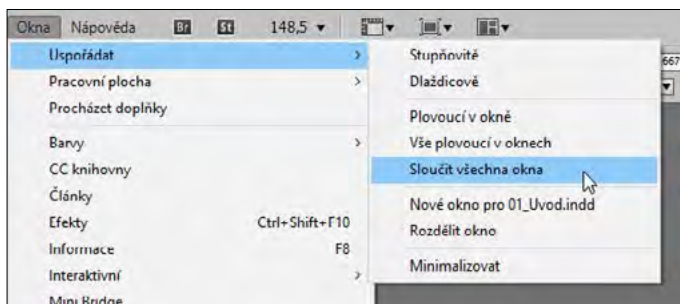 Okna Nápověda Br St 148,5
Uspořádat
Pracovní plocha
Procházet doplňky
Barvy
CC knihovny
Články
Efekty Ctrl+Shift+F10
Informace F8
Interaktivní
Mini Bridge
Stupňovitě
Dlaždicově
Plovoucí v okně
Vše plovoucí v oknech
Sloučit všechna okna
Nové okno pro 01_Uvod.indd
Rozdělit okno
Minimalizovat
667